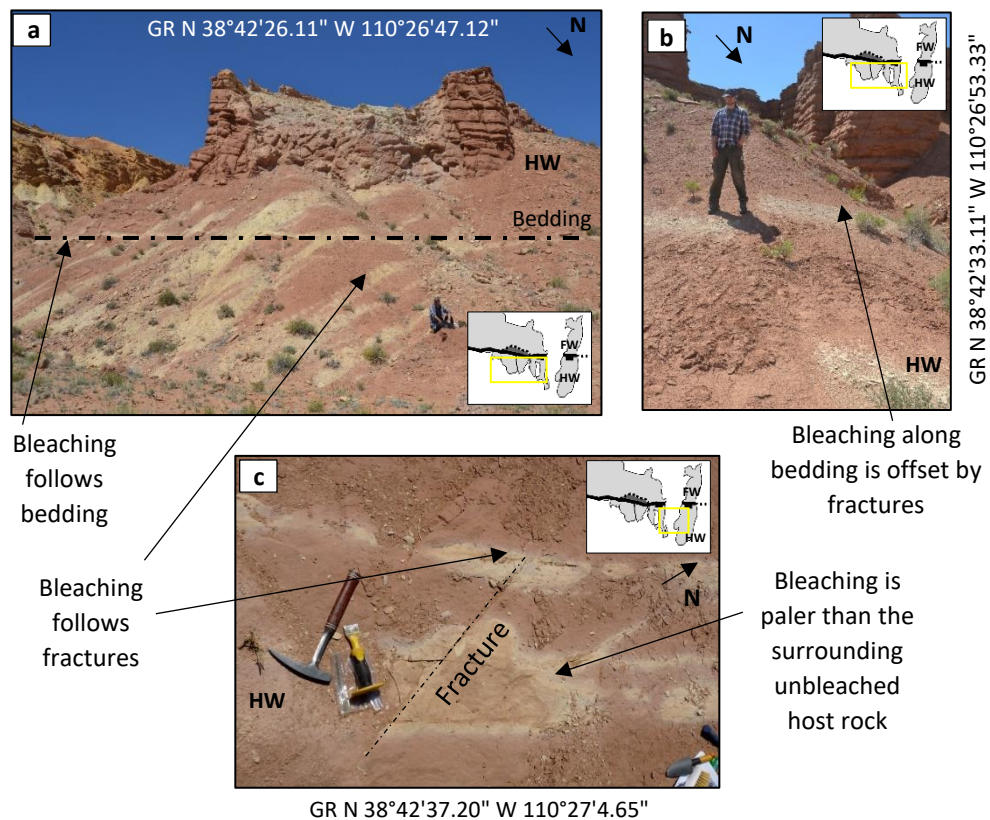 a
GR N 38°42'26.11" W 110°26'47.12"
N
HW
Bedding
FW
HW
b
N
FW
HW
HW
GR N 38°42'33.11" W 110°26'53.33"
Bleaching
follows
bedding
Bleaching along
bedding is offset by
fractures
c
FW
HW
N
Fracture
HW
Bleaching
follows
fractures
Bleaching is
paler than the
surrounding
unbleached
host rock
GR N 38°42'37.20" W 110°27'4.65"